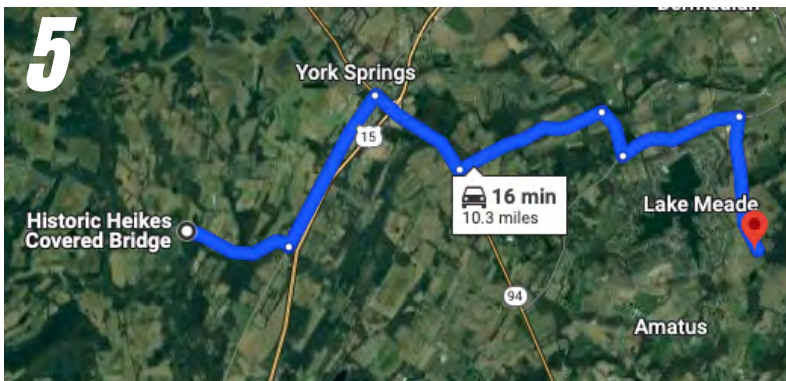 5
York Springs
15
16 min
10.3 miles
Lake Meade
Historic Heikes
Covered Bridge
94
Amatus